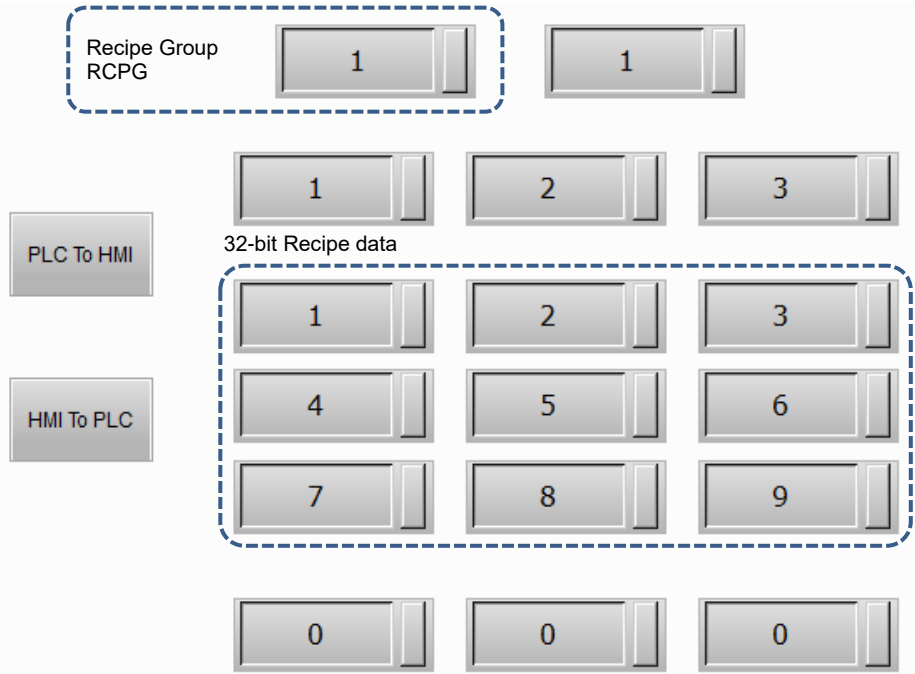 Recipe Group
RCPG
1
1
1 2 3
PLC To HMI
32-bit Recipe data
1 2 3
4 5 6
HMI To PLC
7 8 9
0 0 0